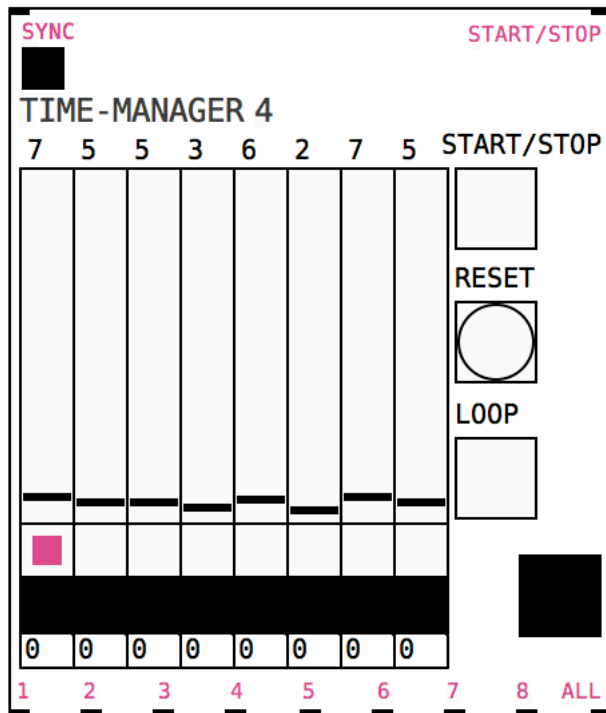 SYNC START/STOP
TIME-MANAGER 4
7 5 5 3 6 2 7 5 START/STOP
RESET
LOOP
0 0 0 0 0 0 0 0
1 2 3 4 5 6 7 8 ALL